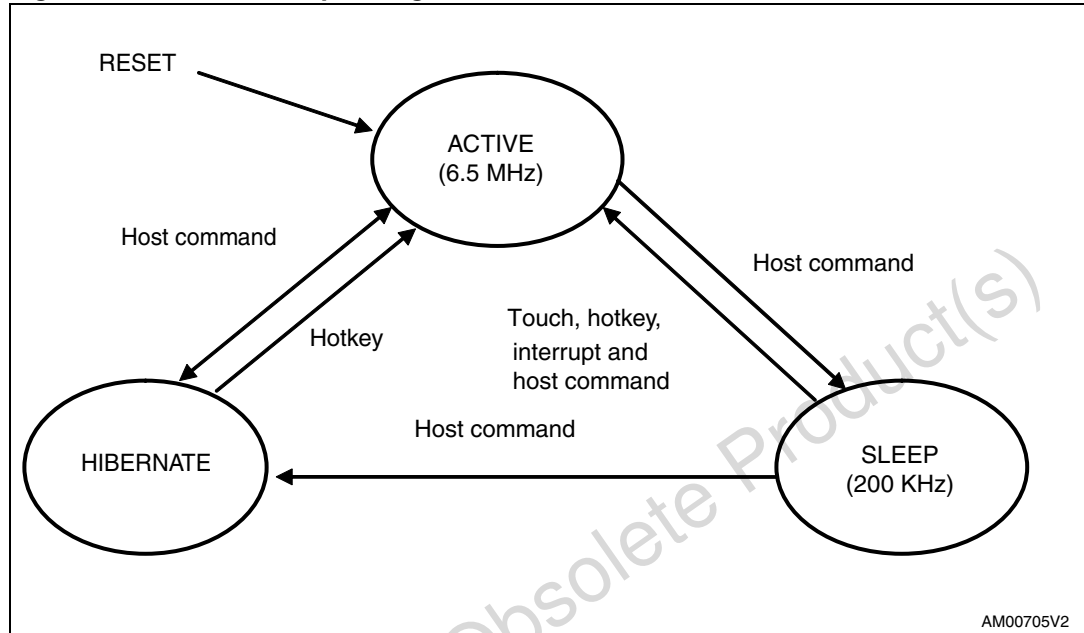 RESET
ACTIVE
(6.5 MHz)
Host command
Host command
Touch, hotkey,
interrupt and
host command
Hotkey
Host command
HIBERNATE
SLEEP
(200 KHz)
Obsolete Product(s)
AM00705V2